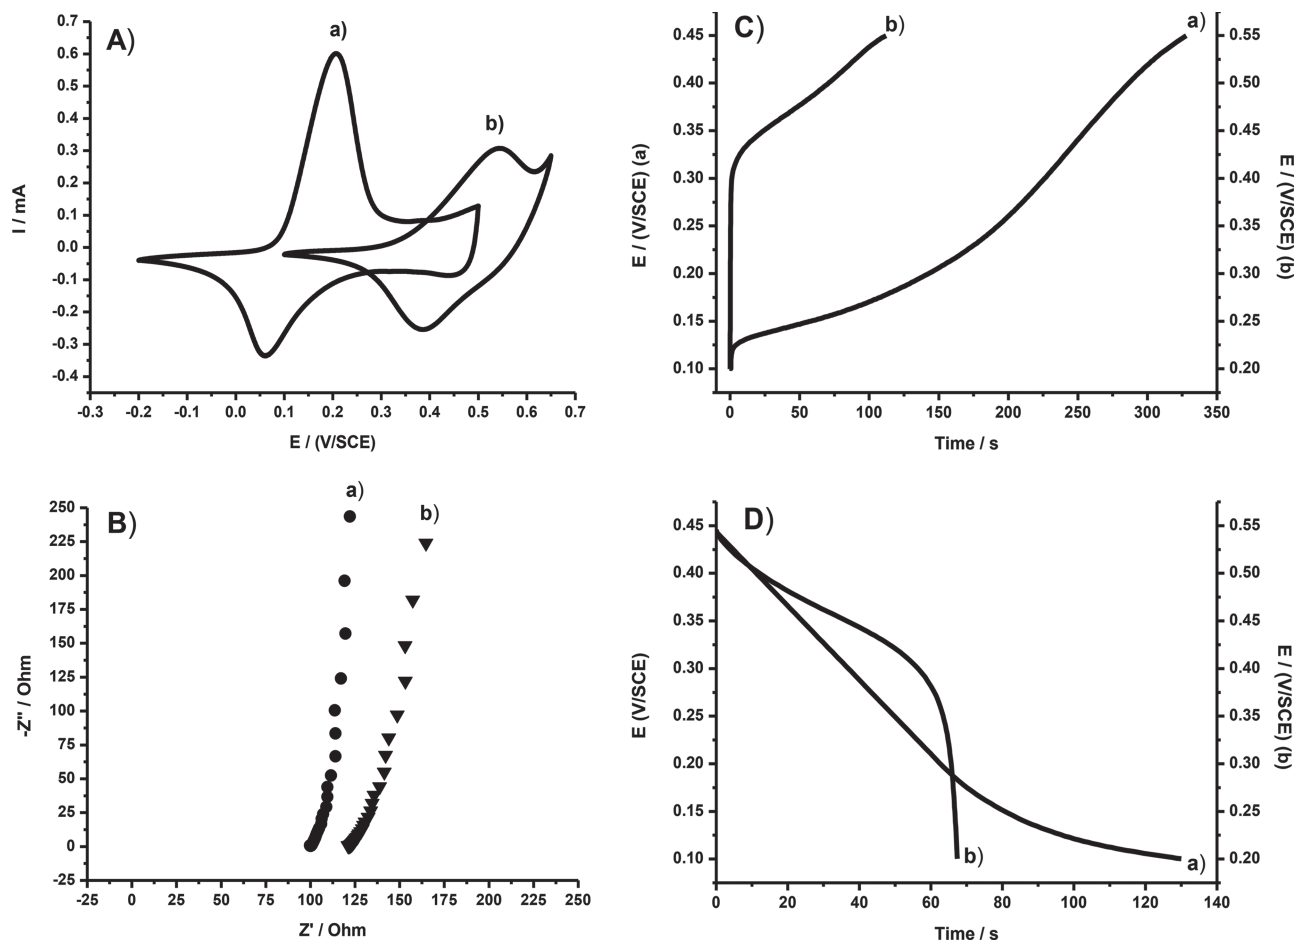 A)
a)
b)
0.7
0.6
0.5
0.4
0.3
0.2
0.1
0.0
-0.1
-0.2
-0.3
-0.4
I / mA
-0.3 -0.2 -0.1 0.0 0.1 0.2 0.3 0.4 0.5 0.6 0.7
E / (V/SCE)
C)
b)
a)
0.45
0.40
0.35
0.30
0.25
0.20
0.15
0.10
E / (V/SCE) (a)
0.55
0.50
0.45
0.40
0.35
0.30
0.25
0.20
E / (V/SCE) (b)
0 50 100 150 200 250 300 350
Time / s
B)
a)
b)
250
225
200
175
150
125
100
75
50
25
0
-25
-Z'' / Ohm
-25 0 25 50 75 100 125 150 175 200 225 250
Z' / Ohm
D)
b)
a)
0.45
0.40
0.35
0.30
0.25
0.20
0.15
0.10
E (V/SCE)
0.55
0.50
0.45
0.40
0.35
0.30
0.25
0.20
E / (V/SCE) (b)
0 20 40 60 80 100 120 140
Time / s